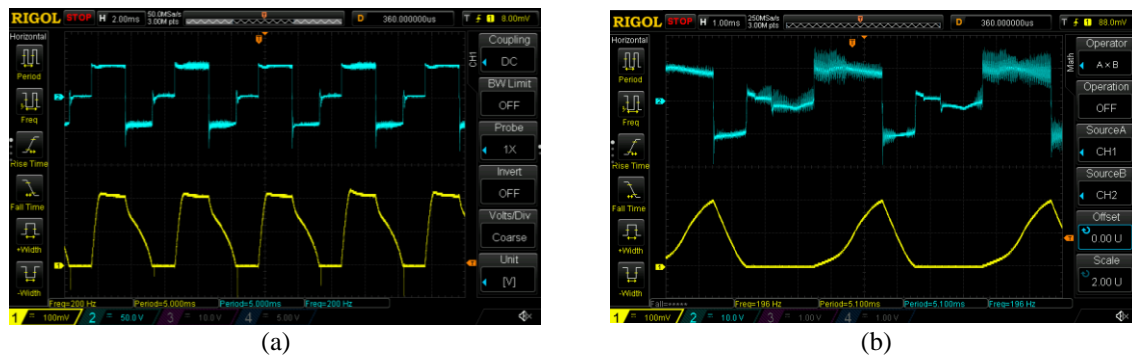 RIGOL STOP H 2.00ms 50.0MSa/s 3.00M pts D 360.000000us T 1 8.00mV
Horizontal
Period
Freq
Rise Time
Fall Time
+Width
-Width
CH1
Coupling
DC
BW Limit
OFF
Probe
1X
Invert
OFF
Volts/Div
Coarse
Unit
[V]
Freq=200 Hz Period=5.000ms Period=5.000ms Freq=200 Hz
1 = 100mV 2 = 50.0 V 3 = 10.0 V 4 = 5.00 V
(a)
RIGOL STOP H 1.00ms 250MSa/s 3.00M pts D 360.000000us T 1 88.0mV
Horizontal
Period
Freq
Rise Time
Fall Time
+Width
-Width
Math
Operator
A×B
Operation
OFF
SourceA
CH1
SourceB
CH2
Offset
0.00 U
Scale
2.00 U
Fall=***** Freq=196 Hz Period=5.100ms Period=5.100ms Freq=196 Hz
1 = 100mV 2 = 10.0 V 3 = 1.00 V 4 = 1.00 V
(b)